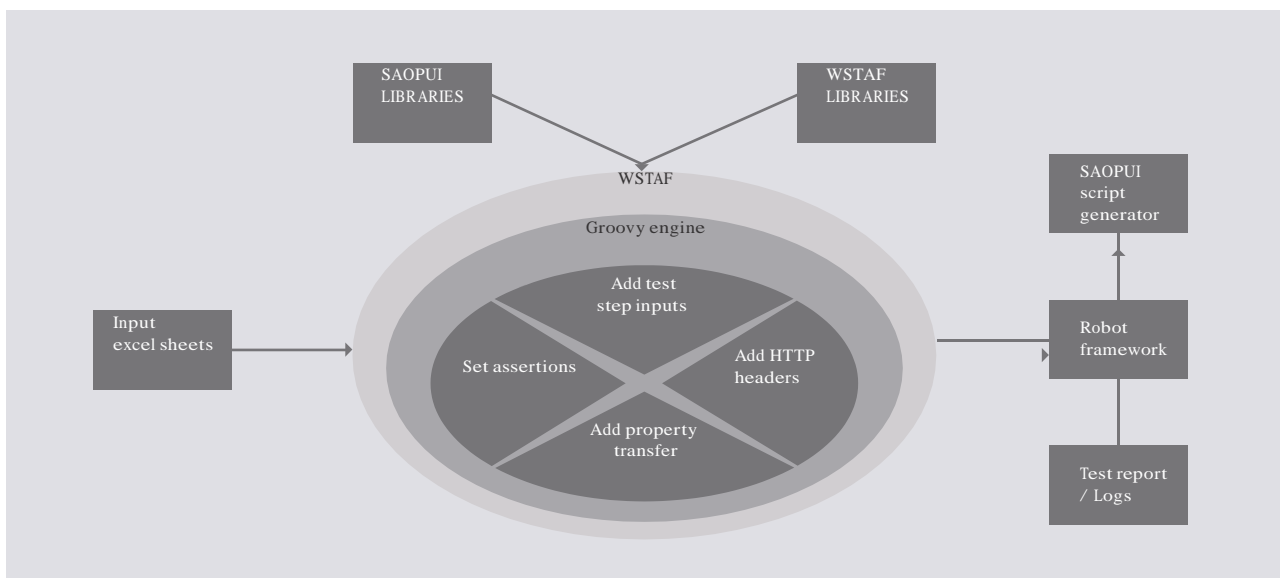 SAOPUI
LIBRARIES
WSTAF
LIBRARIES
WSTAF
Groovy engine
Add test
step inputs
Set assertions
Add HTTP
headers
Add property
transfer
Input
excel sheets
SAOPUI
script
generator
Robot
framework
Test report
/ Logs